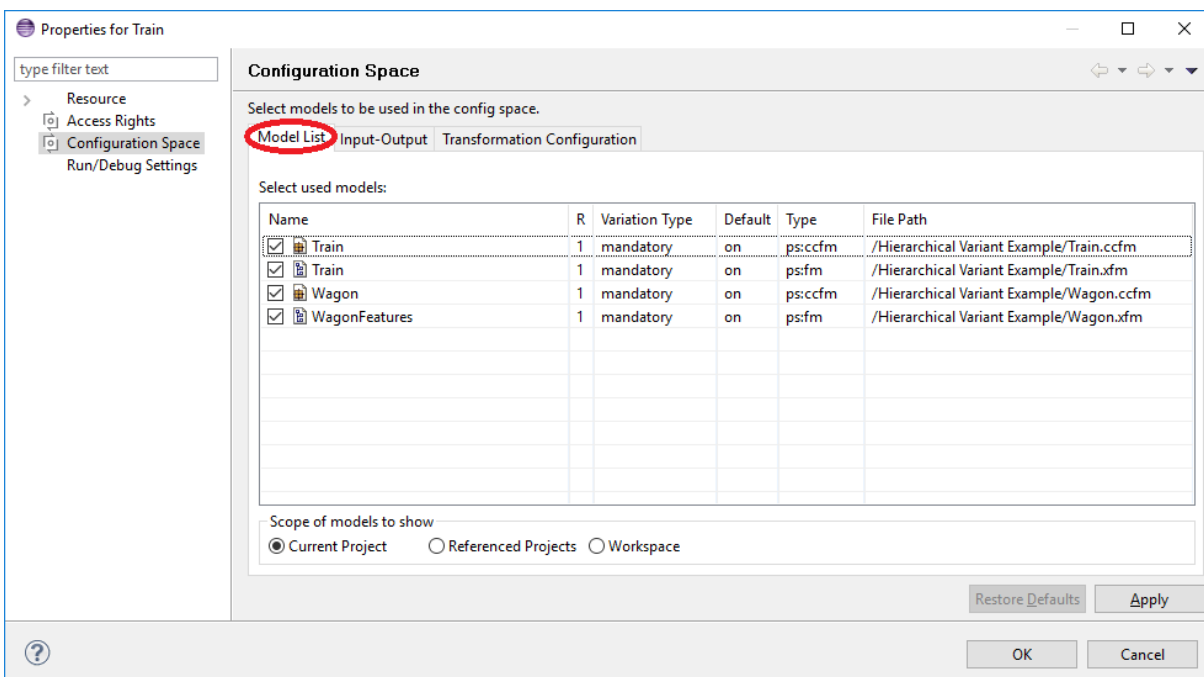 Properties for Train
type filter text
Resource
Access Rights
Configuration Space
Run/Debug Settings
Configuration Space
Select models to be used in the config space.
Model List Input-Output Transformation Configuration
Select used models:
Name R Variation Type Default Type File Path
Train 1 mandatory on ps:ccfm /Hierarchical Variant Example/Train.ccfm
Train 1 mandatory on ps:fm /Hierarchical Variant Example/Train.xfm
Wagon 1 mandatory on ps:ccfm /Hierarchical Variant Example/Wagon.ccfm
WagonFeatures 1 mandatory on ps:fm /Hierarchical Variant Example/Wagon.xfm
Scope of models to show
Current Project Referenced Projects Workspace
Restore Defaults Apply
? OK Cancel